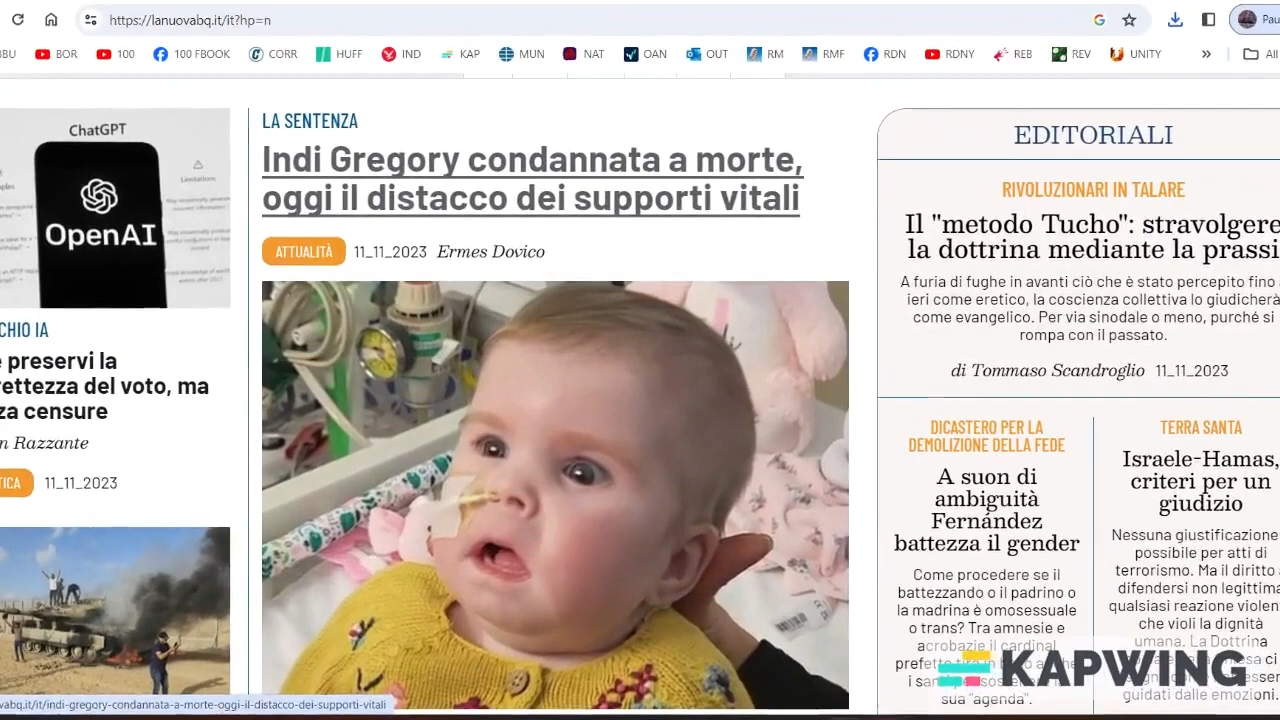 https://lanuovabq.it/it?hp=n
BBU BOR 100 100 FBOOK CORR HUFF IND KAP MUN NAT OAN OUT RM RMF RDN RDNY REB REV UNITY » All
ChatGPT
OpenAI
CHIO IA
e preservi la
rettezza del voto, ma
za censure
n Razzante
TICA 11_11_2023
LA SENTENZA
Indi Gregory condannata a morte,
oggi il distacco dei supporti vitali
ATTUALITÀ 11_11_2023 Ermes Dovico
EDITORIALI
RIVOLUZIONARI IN TALARE
Il "metodo Tucho": stravolgere
la dottrina mediante la prassi
A furia di fughe in avanti ciò che è stato percepito fino a
ieri come eretico, la coscienza collettiva lo giudicherà
come evangelico. Per via sinodale o meno, purché si
rompa con il passato.
di Tommaso Scandroglio 11_11_2023
DICASTERO PER LA
DEMOLIZIONE DELLA FEDE
A suon di
ambiguità
Fernández
battezza il gender
Come procedere se il
battezzando o il padrino o
la madrina è omosessuale
o trans? Tra amnesie e
acrobazie il cardinal
prefetto
i
sua "agenda".
TERRA SANTA
Israele-Hamas,
criteri per un
giudizio
Nessuna giustificazione
possibile per atti di
terrorismo. Ma il diritto a
difendersi non legittima
qualsiasi reazione violen
che violi la dignità
umana. La Dottrina
ci
esser
guidati dalle emozioni.
KAPWING
vabq.it/it/indi-gregory-condannata-a-morte-oggi-il-distacco-dei-supporti-vitali